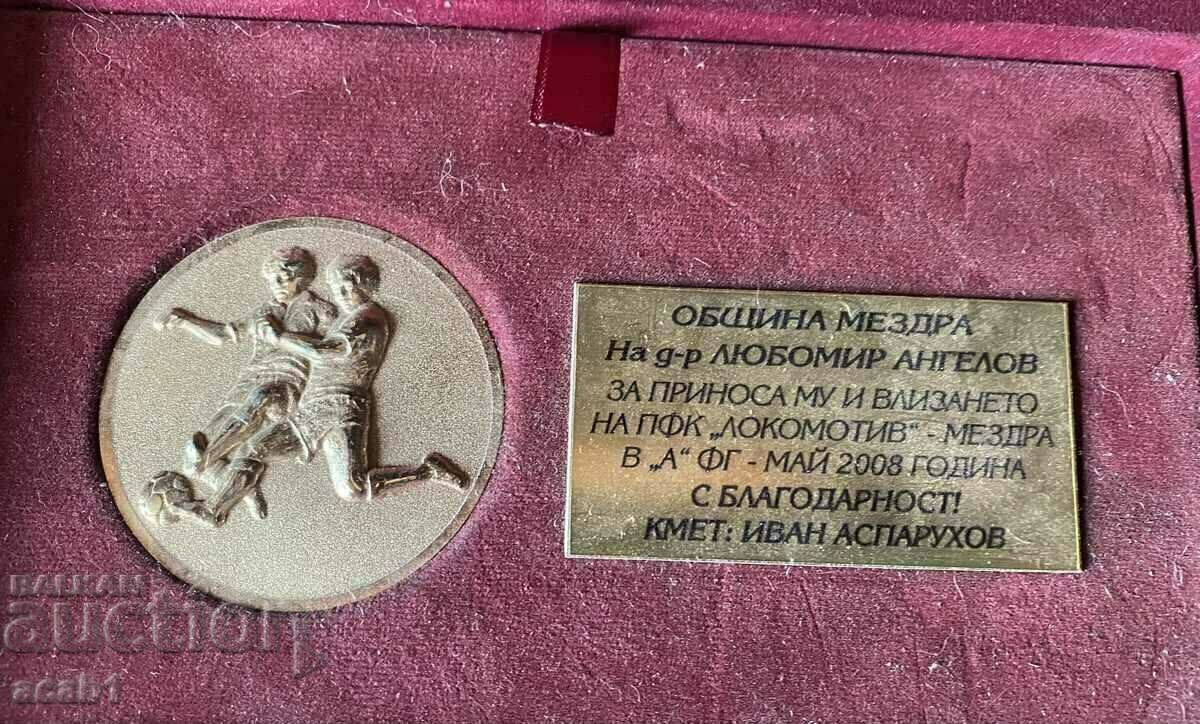 ОБЩИНА МЕЗДРА
На д-р ЛЮБОМИР АНГЕЛОВ
ЗА ПРИНОСА МУ И ВЛИЗАНЕТО
НА ПФК „ЛОКОМОТИВ“ - МЕЗДРА
В „А“ ФГ - МАЙ 2008 ГОДИНА
С БЛАГОДАРНОСТ!
КМЕТ: ИВАН АСПАРУХОВ
БАЛКАН
auction
acab1